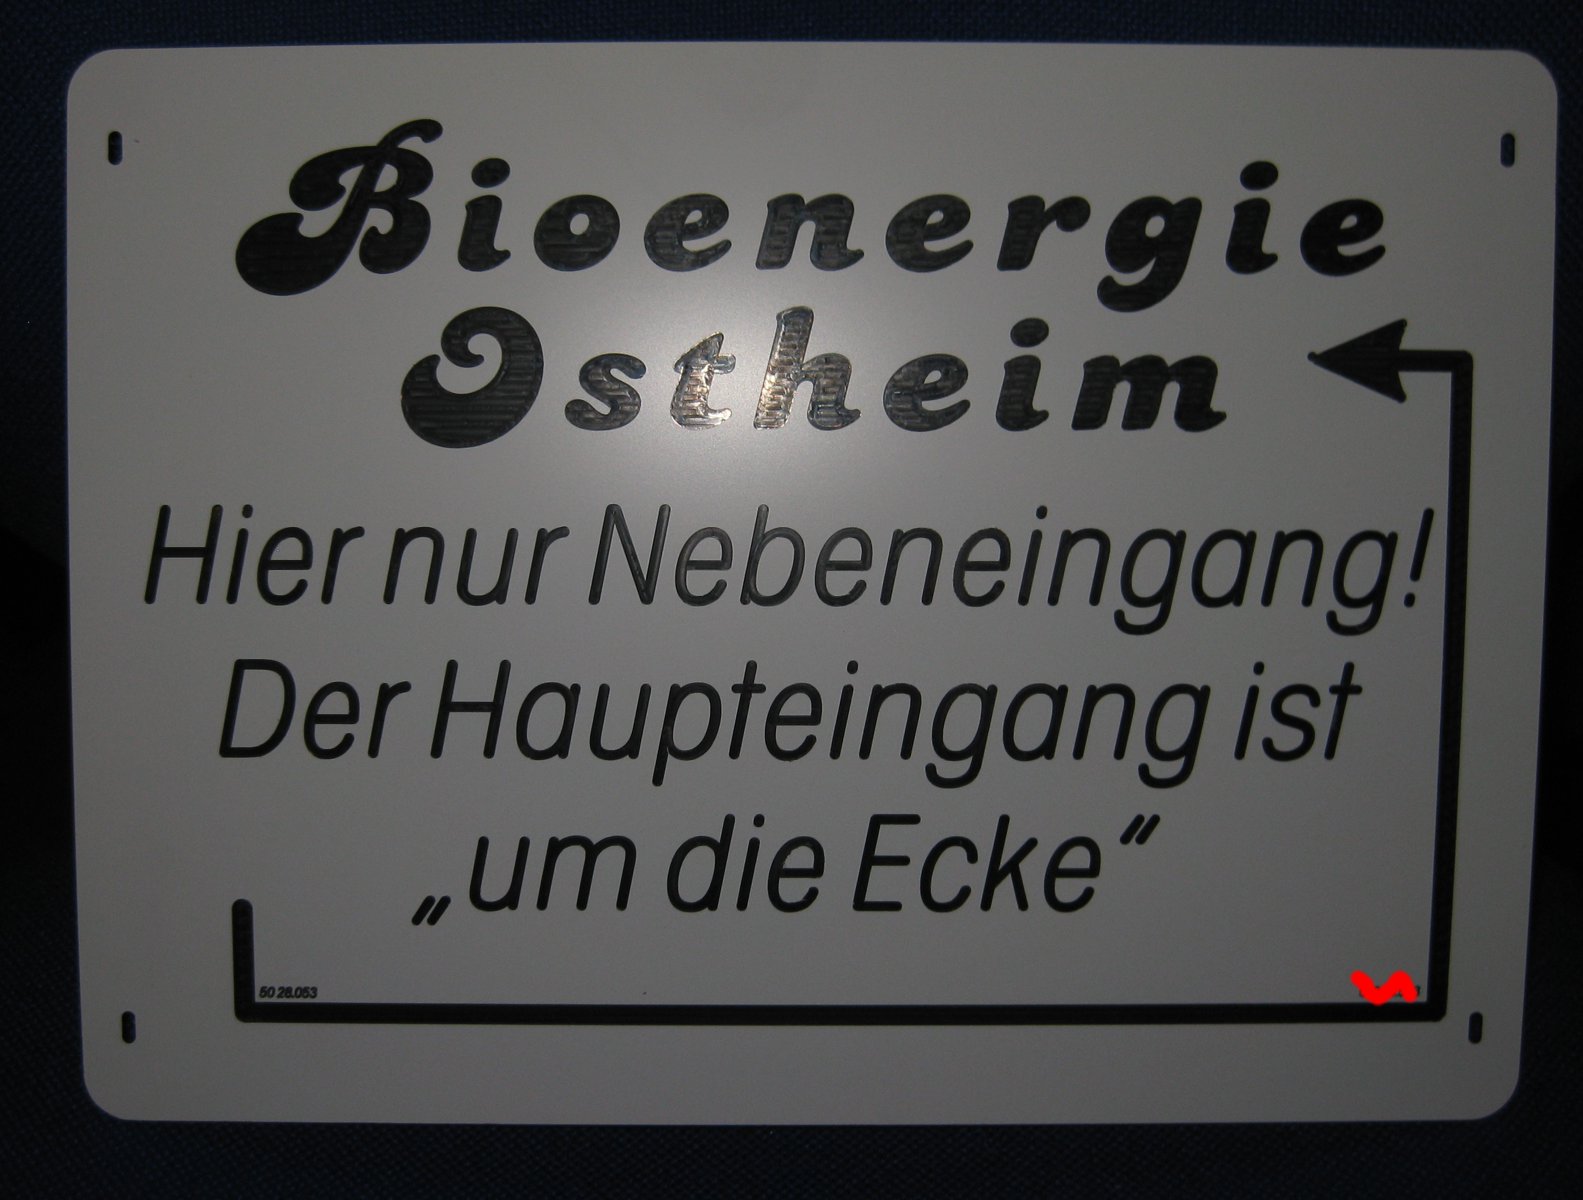 Bioenergie
Ostheim
Hier nur Nebeneingang!
Der Haupteingang ist
„um die Ecke“
50 28.053